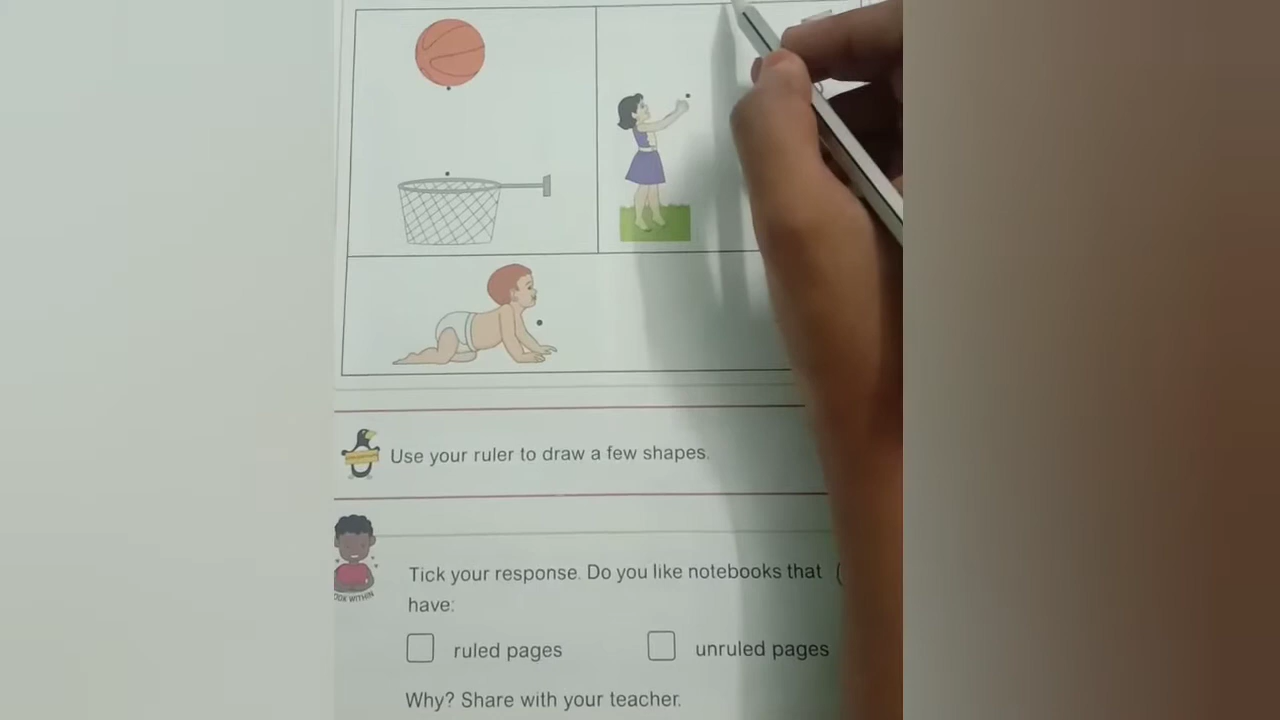 Use your ruler to draw a few shapes.
Tick your response. Do you like notebooks that
have:
ruled pages
unruled pages
Why? Share with your teacher.